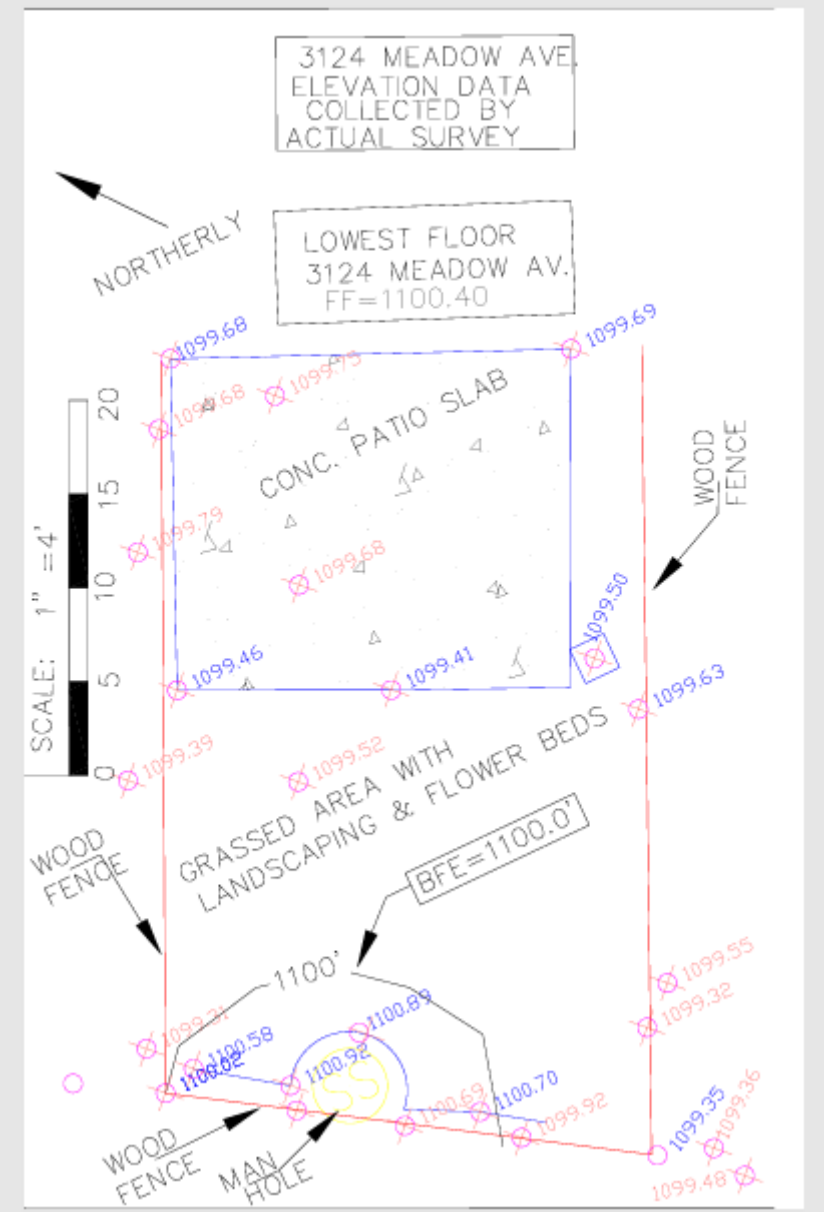 3124 MEADOW AVE.
ELEVATION DATA
COLLECTED BY
ACTUAL SURVEY
NORTHERLY
LOWEST FLOOR
3124 MEADOW AV.
FF=1100.40
1099.68
1099.69
1099.75
1099.68
CONC. PATIO SLAB
WOOD
FENCE
20
15
10
5
0
SCALE: 1" =4'
1099.79
1099.68
1099.50
1099.46
1099.41
1099.63
1099.39
1099.52
GRASSED AREA WITH
LANDSCAPING & FLOWER BEDS
WOOD
FENCE
BFE=1100.0'
1100'
1099.55
1099.32
1099.31
1100.58
1100.89
1100.92
SS
1100.69
1100.70
1099.92
1099.35
1099.36
1099.48
WOOD
FENCE
MAN
HOLE